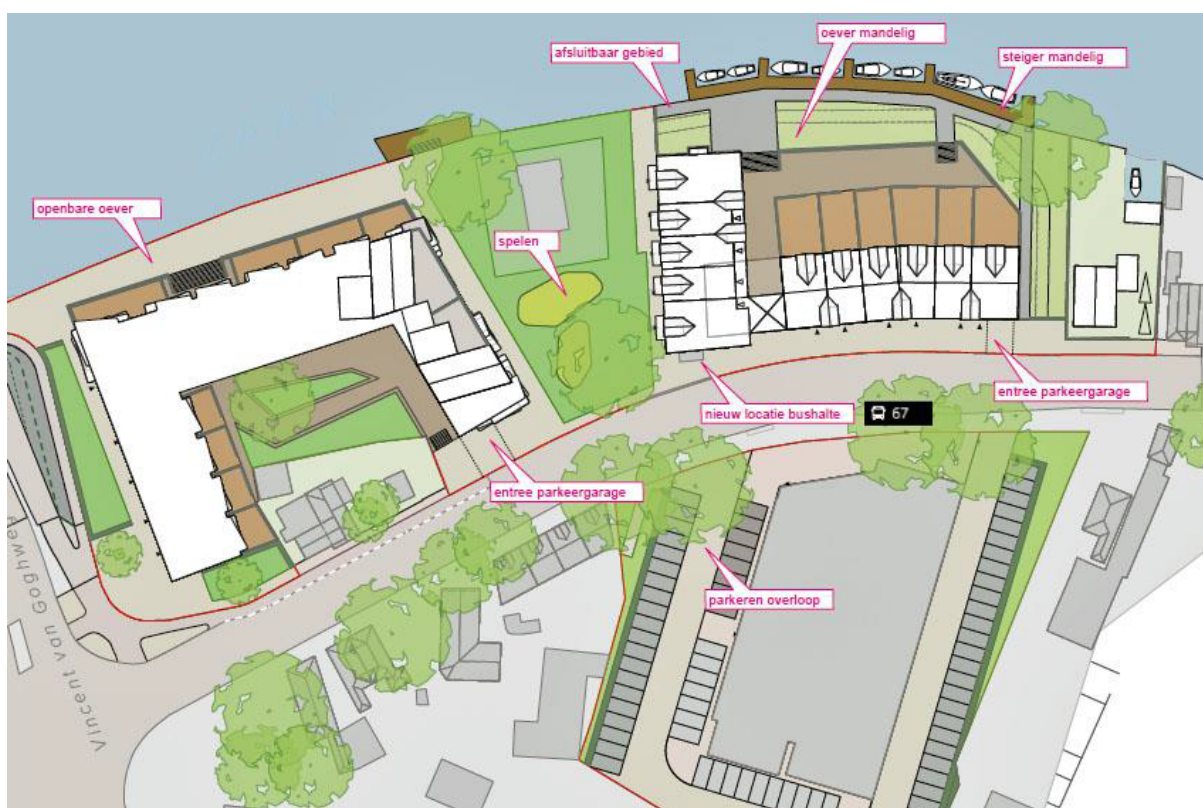 oever mandelig
afsluitbaar gebied
steiger mandelig
openbare oever
spelen
nieuw locatie bushalte
67
entree parkeergarage
entree parkeergarage
parkeren overloop
Vincent van Goghwe